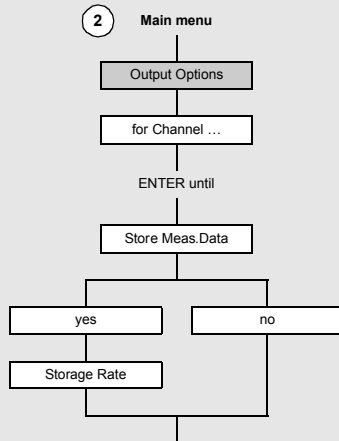 2 Main menu
Output Options
for Channel ...
ENTER until
Store Meas.Data
yes no
Storage Rate